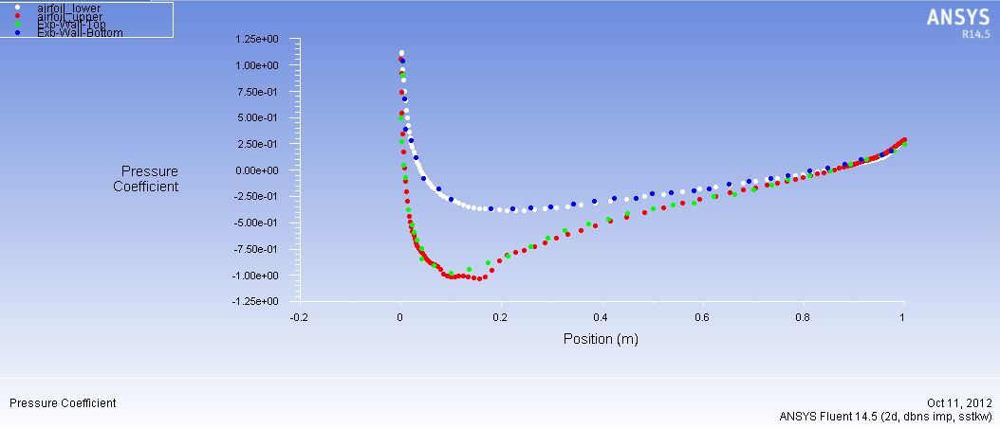 airfoil_lower
airfoil_upper
Exp-Wall-Top
Exp-Wall-Bottom
ANSYS
R14.5
1.25e+00
1.00e+00
7.50e-01
5.00e-01
2.50e-01
0.00e+00
-2.50e-01
-5.00e-01
-7.50e-01
-1.00e+00
-1.25e+00
Pressure
Coefficient
-0.2 0 0.2 0.4 0.6 0.8 1
Position (m)
Pressure Coefficient
Oct 11, 2012
ANSYS Fluent 14.5 (2d, dbns imp, sstkw)